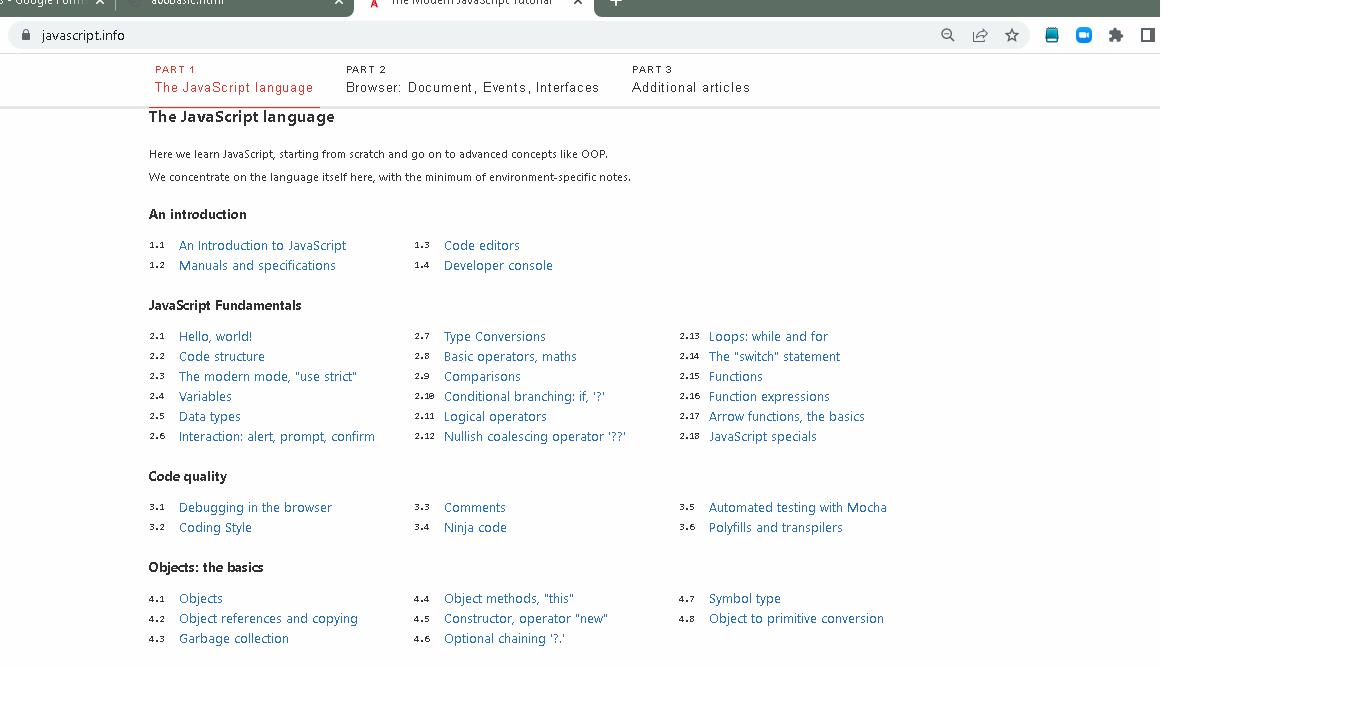 The Modern JavaScript Tutorial
javascript.info
PART 1
The JavaScript language
PART 2
Browser: Document, Events, Interfaces
PART 3
Additional articles
The JavaScript language
Here we learn JavaScript, starting from scratch and go on to advanced concepts like OOP.
We concentrate on the language itself here, with the minimum of environment-specific notes.
An introduction
1.1 An Introduction to JavaScript
1.2 Manuals and specifications
1.3 Code editors
1.4 Developer console
JavaScript Fundamentals
2.1 Hello, world!
2.2 Code structure
2.3 The modern mode, "use strict"
2.4 Variables
2.5 Data types
2.6 Interaction: alert, prompt, confirm
2.7 Type Conversions
2.8 Basic operators, maths
2.9 Comparisons
2.10 Conditional branching: if, '?'
2.11 Logical operators
2.12 Nullish coalescing operator '??'
2.13 Loops: while and for
2.14 The "switch" statement
2.15 Functions
2.16 Function expressions
2.17 Arrow functions, the basics
2.18 JavaScript specials
Code quality
3.1 Debugging in the browser
3.2 Coding Style
3.3 Comments
3.4 Ninja code
3.5 Automated testing with Mocha
3.6 Polyfills and transpilers
Objects: the basics
4.1 Objects
4.2 Object references and copying
4.3 Garbage collection
4.4 Object methods, "this"
4.5 Constructor, operator "new"
4.6 Optional chaining '?.'
4.7 Symbol type
4.8 Object to primitive conversion